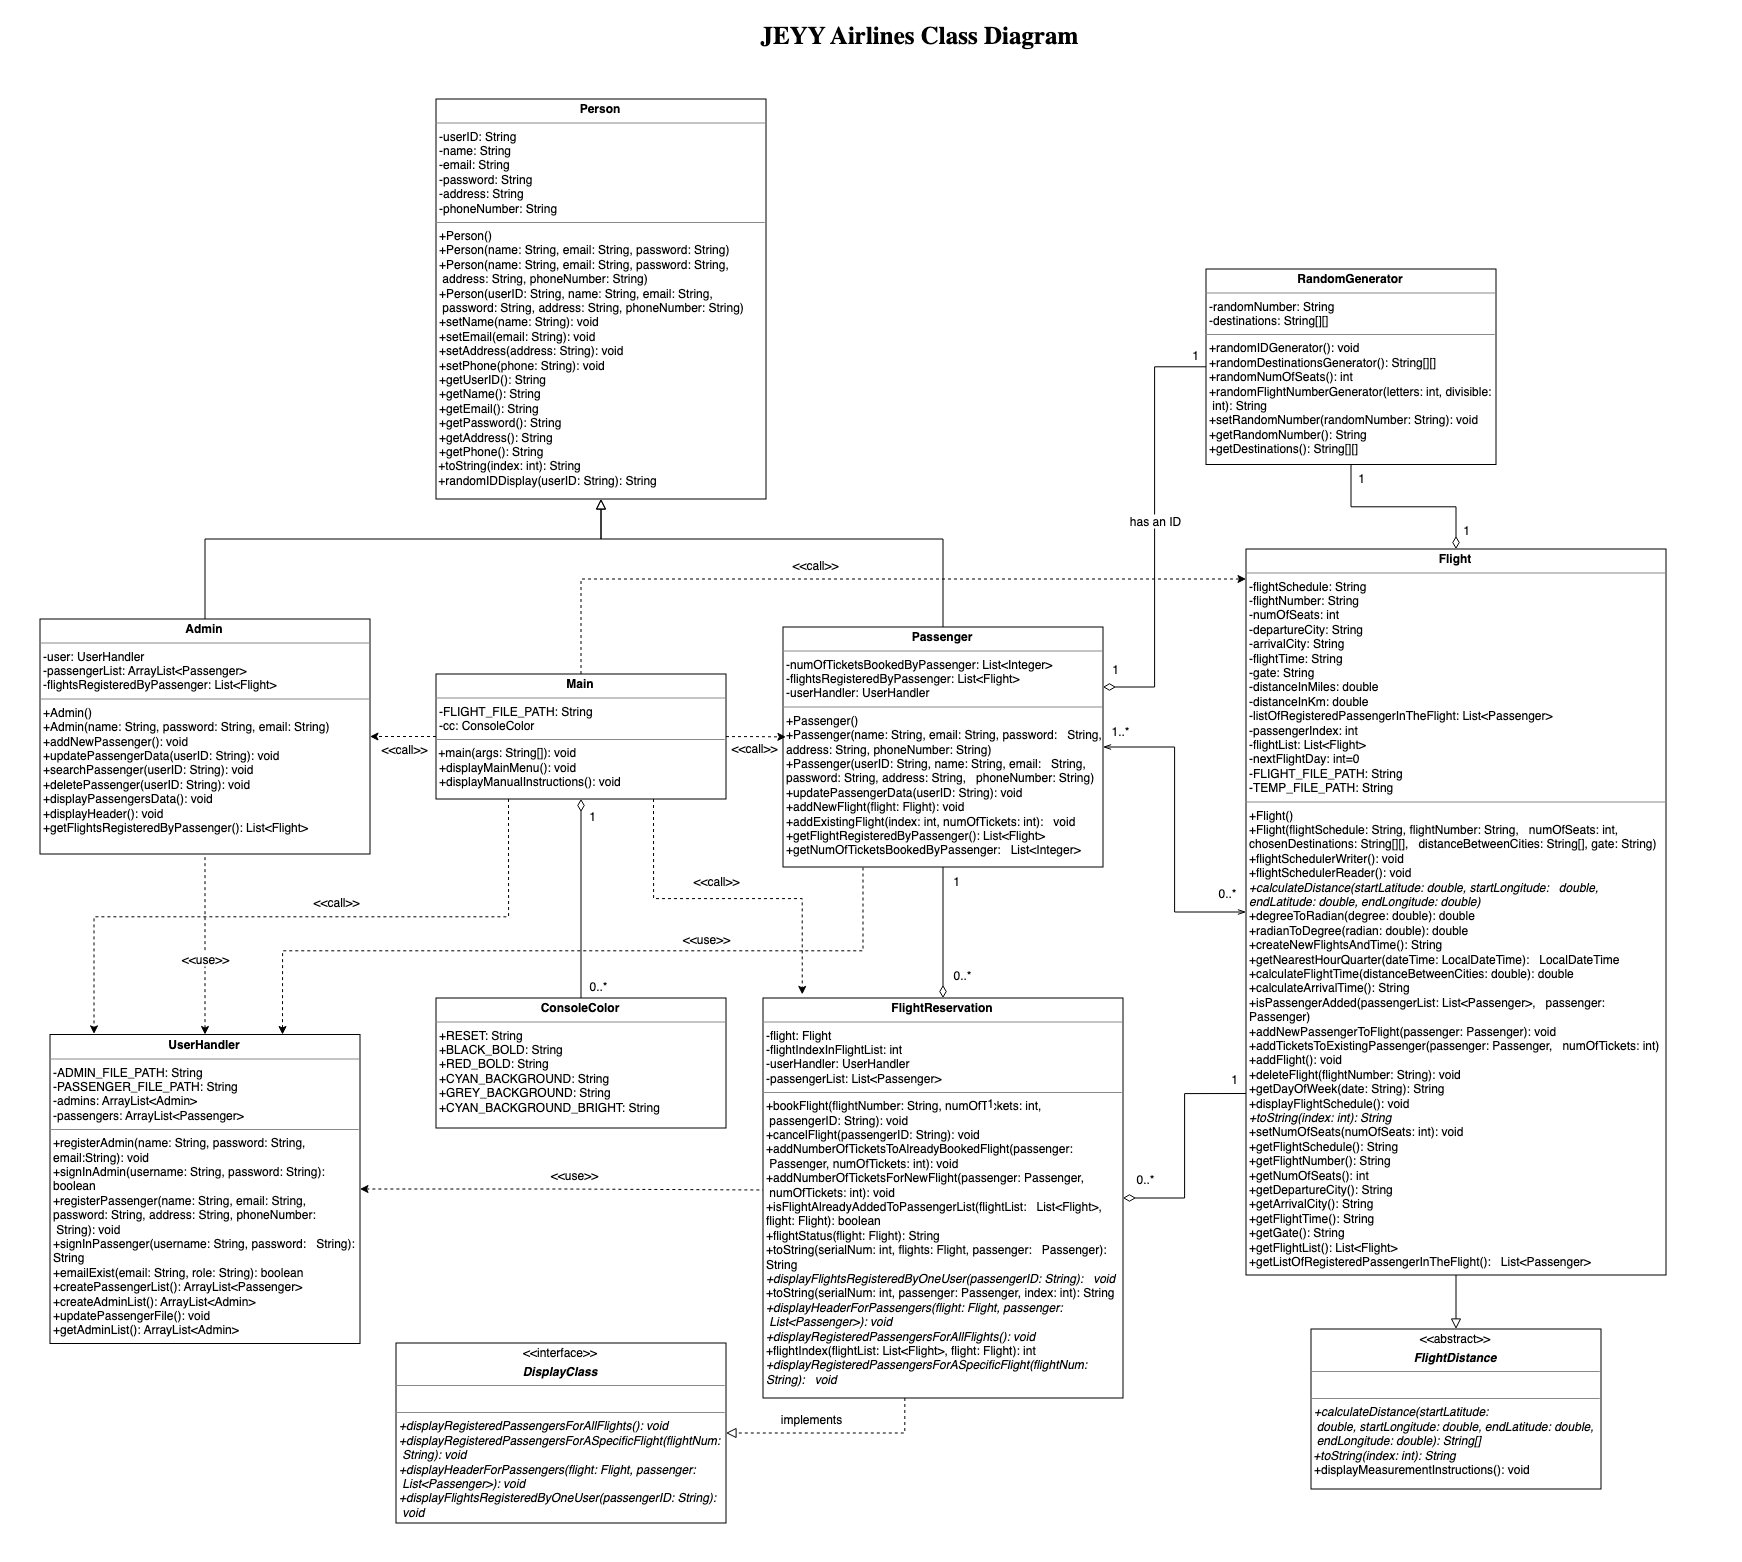 JEYY Airlines Class Diagram
Person
-userID: String
-name: String
-email: String
-password: String
-address: String
-phoneNumber: String
+Person()
+Person(name: String, email: String, password: String)
+Person(name: String, email: String, password: String,
address: String, phoneNumber: String)
+Person(userID: String, name: String, email: String,
password: String, address: String, phoneNumber: String)
+setName(name: String): void
+setEmail(email: String): void
+setAddress(address: String): void
+setPhone(phone: String): void
+getUserID(): String
+getName(): String
+getEmail(): String
+getPassword(): String
+getAddress(): String
+getPhone(): String
+toString(index: int): String
+randomIDDisplay(userID: String): String
RandomGenerator
-randomNumber: String
-destinations: String[][]
+randomIDGenerator(): void
+randomDestinationsGenerator(): String[][]
+randomNumOfSeats(): int
+randomFlightNumberGenerator(letters: int, divisible:
int): String
+setRandomNumber(randomNumber: String): void
+getRandomNumber(): String
+getDestinations(): String[][]
1
1
has an ID
1
<<call>>
Admin
-user: UserHandler
-passengerList: ArrayList<Passenger>
-flightsRegisteredByPassenger: List<Flight>
+Admin()
+Admin(name: String, password: String, email: String)
+addNewPassenger(): void
+updatePassengerData(userID: String): void
+searchPassenger(userID: String): void
+deletePassenger(userID: String): void
+displayPassengersData(): void
+displayHeader(): void
+getFlightsRegisteredByPassenger(): List<Flight>
<<call>>
Main
-FLIGHT_FILE_PATH: String
-cc: ConsoleColor
+main(args: String[]): void
+displayMainMenu(): void
+displayManualInstructions(): void
<<call>>
Passenger
-numOfTicketsBookedByPassenger: List<Integer>
-flightsRegisteredByPassenger: List<Flight>
-userHandler: UserHandler
+Passenger()
+Passenger(name: String, email: String, password: String,
address: String, phoneNumber: String)
+Passenger(userID: String, name: String, email: String,
password: String, address: String, phoneNumber: String)
+updatePassengerData(userID: String): void
+addNewFlight(flight: Flight): void
+addExistingFlight(index: int, numOfTickets: int): void
+getFlightRegisteredByPassenger(): List<Flight>
+getNumOfTicketsBookedByPassenger: List<Integer>
1
1..*
0..*
Flight
-flightSchedule: String
-flightNumber: String
-numOfSeats: int
-departureCity: String
-arrivalCity: String
-flightTime: String
-gate: String
-distanceInMiles: double
-distanceInKm: double
-listOfRegisteredPassengerInTheFlight: List<Passenger>
-passengerIndex: int
-flightList: List<Flight>
-nextFlightDay: int=0
-FLIGHT_FILE_PATH: String
-TEMP_FILE_PATH: String
+Flight()
+Flight(flightSchedule: String, flightNumber: String, numOfSeats: int,
chosenDestinations: String[][], distanceBetweenCities: String[], gate: String)
+flightSchedulerWriter(): void
+flightSchedulerReader(): void
+calculateDistance(startLatitude: double, startLongitude: double,
endLatitude: double, endLongitude: double)
+degreeToRadian(degree: double): double
+radianToDegree(radian: double): double
+createNewFlightsAndTime(): String
+getNearestHourQuarter(dateTime: LocalDateTime): LocalDateTime
+calculateFlightTime(distanceBetweenCities: double): double
+calculateArrivalTime(): String
+isPassengerAdded(passengerList: List<Passenger>, passenger:
Passenger)
+addNewPassengerToFlight(passenger: Passenger): void
+addTicketsToExistingPassenger(passenger: Passenger, numOfTickets: int)
+addFlight(): void
+deleteFlight(flightNumber: String): void
+getDayOfWeek(date: String): String
+displayFlightSchedule(): void
+toString(index: int): String
+setNumOfSeats(numOfSeats: int): void
+getFlightSchedule(): String
+getFlightNumber(): String
+getNumOfSeats(): int
+getDepartureCity(): String
+getArrivalCity(): String
+getFlightTime(): String
+getGate(): String
+getFlightList(): List<Flight>
+getListOfRegisteredPassengerInTheFlight(): List<Passenger>
1
<<call>>
<<call>>
1
<<use>>
<<use>>
0..*
0..*
UserHandler
-ADMIN_FILE_PATH: String
-PASSENGER_FILE_PATH: String
-admins: ArrayList<Admin>
-passengers: ArrayList<Passenger>
+registerAdmin(name: String, password: String,
email:String): void
+signInAdmin(username: String, password: String):
boolean
+registerPassenger(name: String, email: String,
password: String, address: String, phoneNumber:
String): void
+signInPassenger(username: String, password: String):
String
+emailExist(email: String, role: String): boolean
+createPassengerList(): ArrayList<Passenger>
+createAdminList(): ArrayList<Admin>
+updatePassengerFile(): void
+getAdminList(): ArrayList<Admin>
ConsoleColor
+RESET: String
+BLACK_BOLD: String
+RED_BOLD: String
+CYAN_BACKGROUND: String
+GREY_BACKGROUND: String
+CYAN_BACKGROUND_BRIGHT: String
<<use>>
FlightReservation
-flight: Flight
-flightIndexInFlightList: int
-userHandler: UserHandler
-passengerList: List<Passenger>
+bookFlight(flightNumber: String, int,
1
passengerID: String): void
+cancelFlight(passengerID: String): void
+addNumberOfTicketsToAlreadyBookedFlight(passenger:
Passenger, numOfTickets: int): void
+addNumberOfTicketsForNewFlight(passenger: Passenger,
numOfTickets: int): void
+isFlightAlreadyAddedToPassengerList(flightList: List<Flight>,
flight: Flight): boolean
+flightStatus(flight: Flight): String
+toString(serialNum: int, flights: Flight, passenger: Passenger):
String
+displayFlightsRegisteredByOneUser(passengerID: String): void
+toString(serialNum: int, passenger: Passenger, index: int): String
+displayHeaderForPassengers(flight: Flight, passenger:
List<Passenger>): void
+displayRegisteredPassengersForAllFlights(): void
+flightIndex(flightList: List<Flight>, flight: Flight): int
+displayRegisteredPassengersForASpecificFlight(flightNum:
String): void
1
0..*
<<interface>>
DisplayClass
+displayRegisteredPassengersForAllFlights(): void
+displayRegisteredPassengersForASpecificFlight(flightNum:
String): void
+displayHeaderForPassengers(flight: Flight, passenger:
List<Passenger>): void
+displayFlightsRegisteredByOneUser(passengerID: String):
void
implements
<<abstract>>
FlightDistance
+calculateDistance(startLatitude:
double, startLongitude: double, endLatitude: double,
endLongitude: double): String[]
+toString(index: int): String
+displayMeasurementInstructions(): void